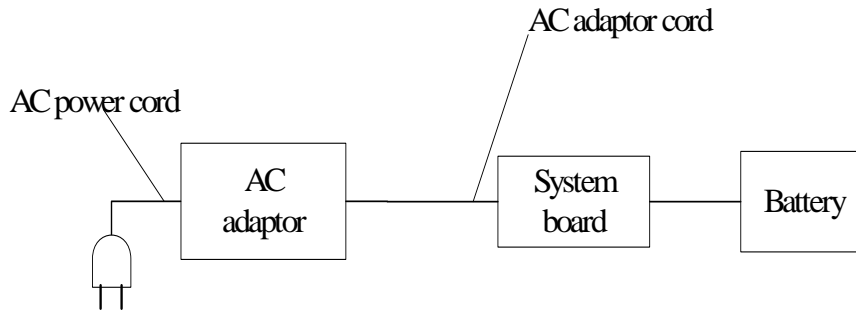 AC adaptor cord
AC power cord
AC
adaptor
System
board
Battery